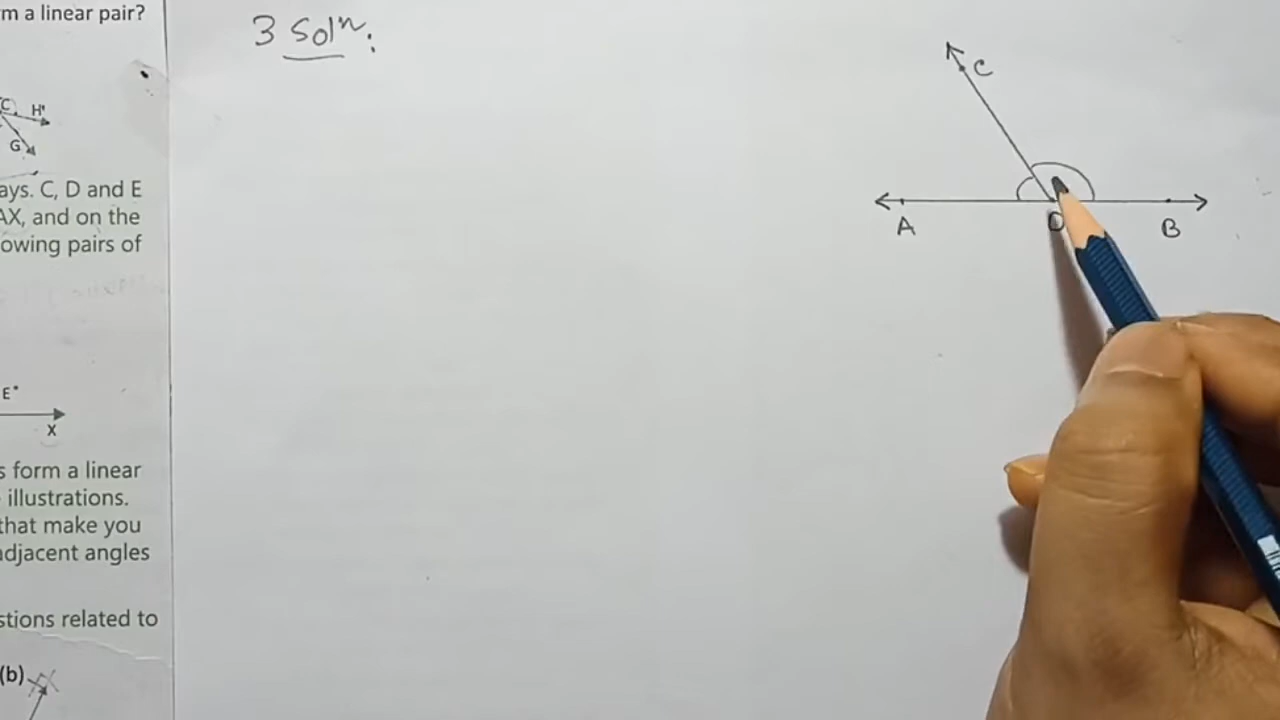 m a linear pair?
C
H
G
ays. C, D and E
AX, and on the
owing pairs of
E
X
s form a linear
illustrations.
that make you
adjacent angles
stions related to
(b)
3 Solⁿ:
C
A
O
B